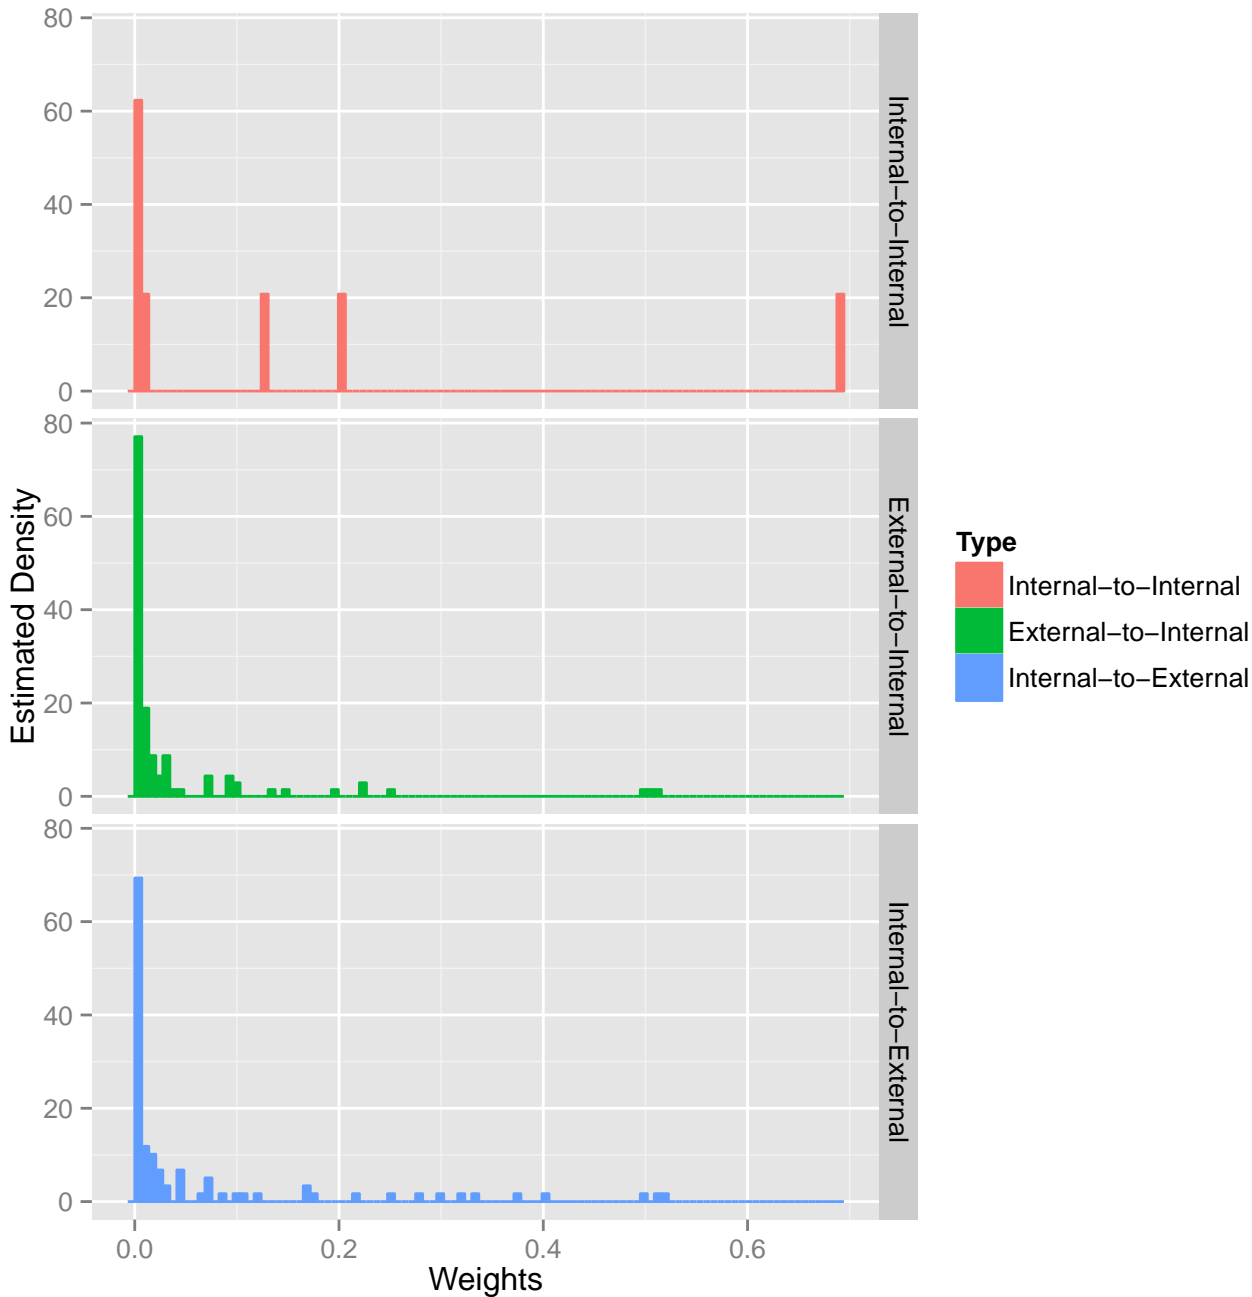 80
60
40
20
0
Internal−to−Internal
80
60
40
20
0
External−to−Internal
80
60
40
20
0
Internal−to−External
0.0 0.2 0.4 0.6
Weights
Estimated Density
Type
Internal−to−Internal
External−to−Internal
Internal−to−External